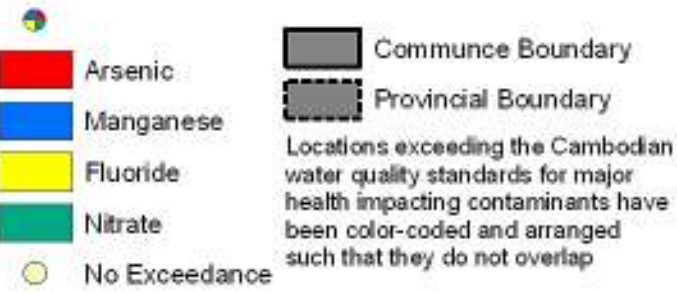 Arsenic
Manganese
Fluoride
Nitrate
No Exceedance
Communce Boundary
Provincial Boundary
Locations exceeding the Cambodian
water quality standards for major
health impacting contaminants have
been color-coded and arranged
such that they do not overlap